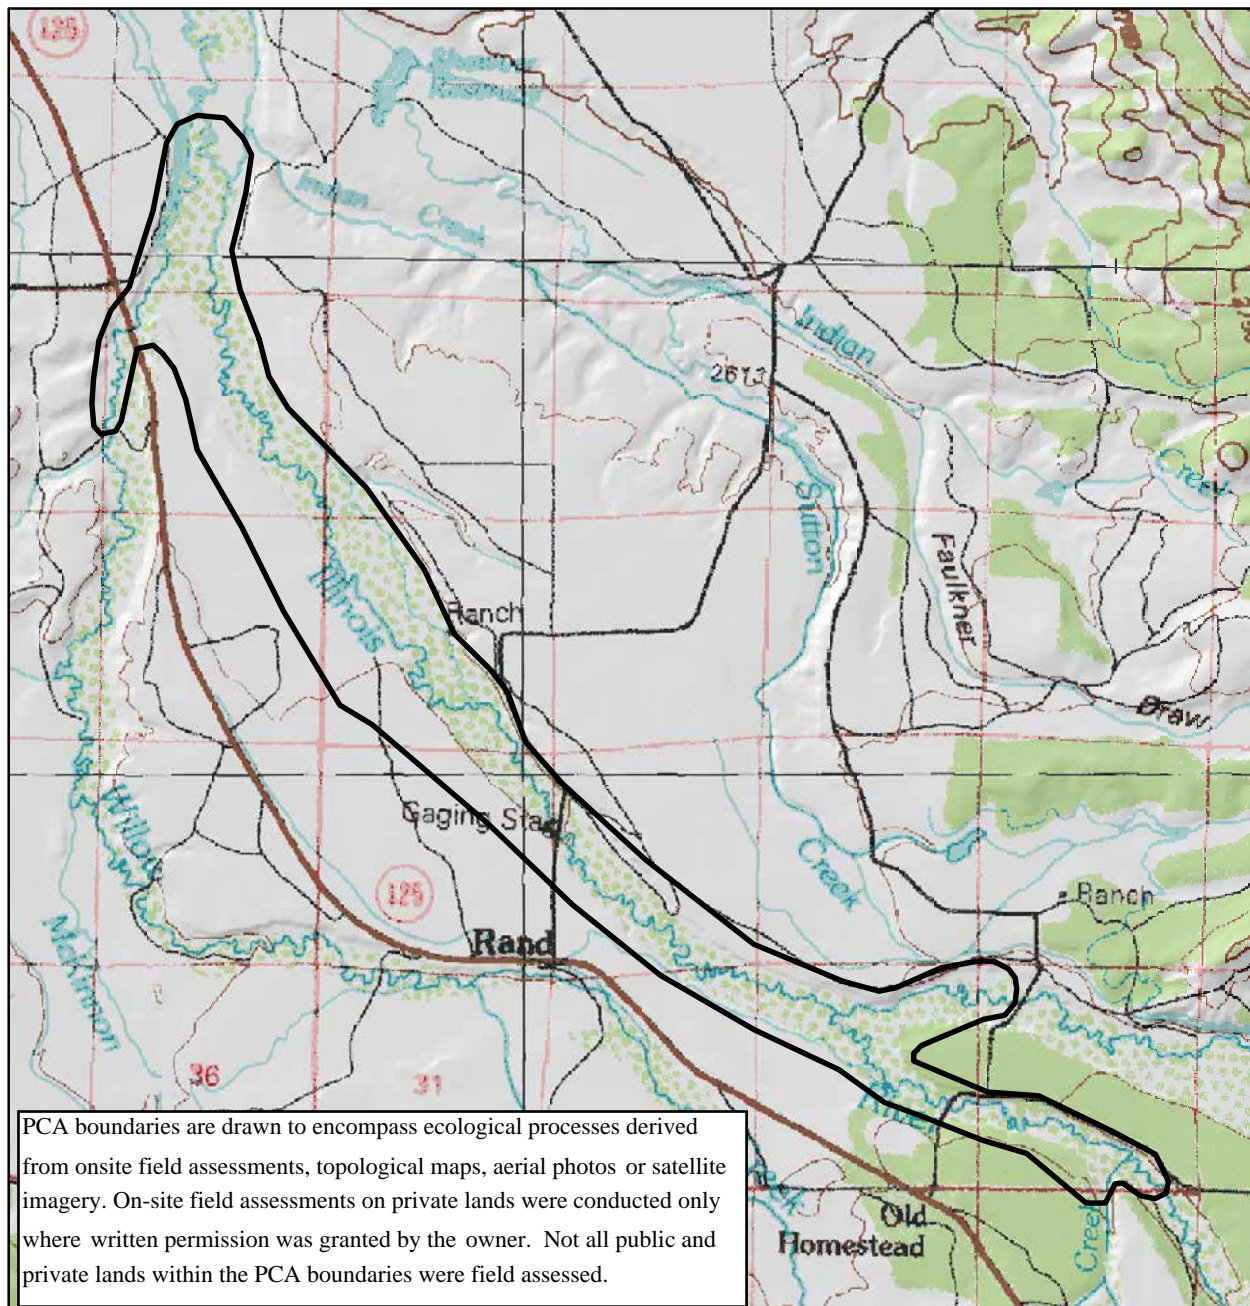 125
Indian
Creek
Indian
2613
Creek
Sutton
Illinois
Faulkner
Ranch
Draw
Gaging Sta
Willow
Creek
125
Ranch
Rand
McKinnon
36
31
Creek
Old
Homestead
PCA boundaries are drawn to encompass ecological processes derived
from onsite field assessments, topological maps, aerial photos or satellite
imagery. On-site field assessments on private lands were conducted only
where written permission was granted by the owner. Not all public and
private lands within the PCA boundaries were field assessed.